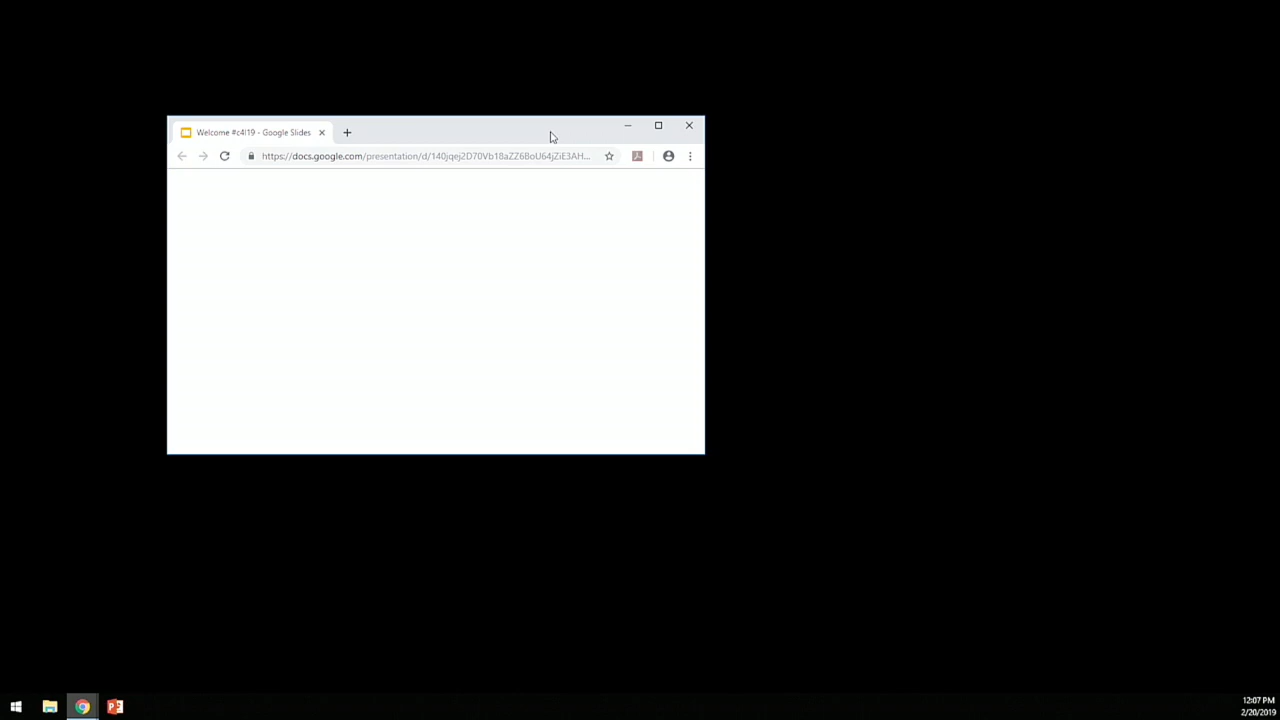 Welcome #c4l19 - Google Slides
https://docs.google.com/presentation/d/140jqej2D70Vb18aZZ6BoU64jZiE3AH...
12:07 PM
2/20/2019